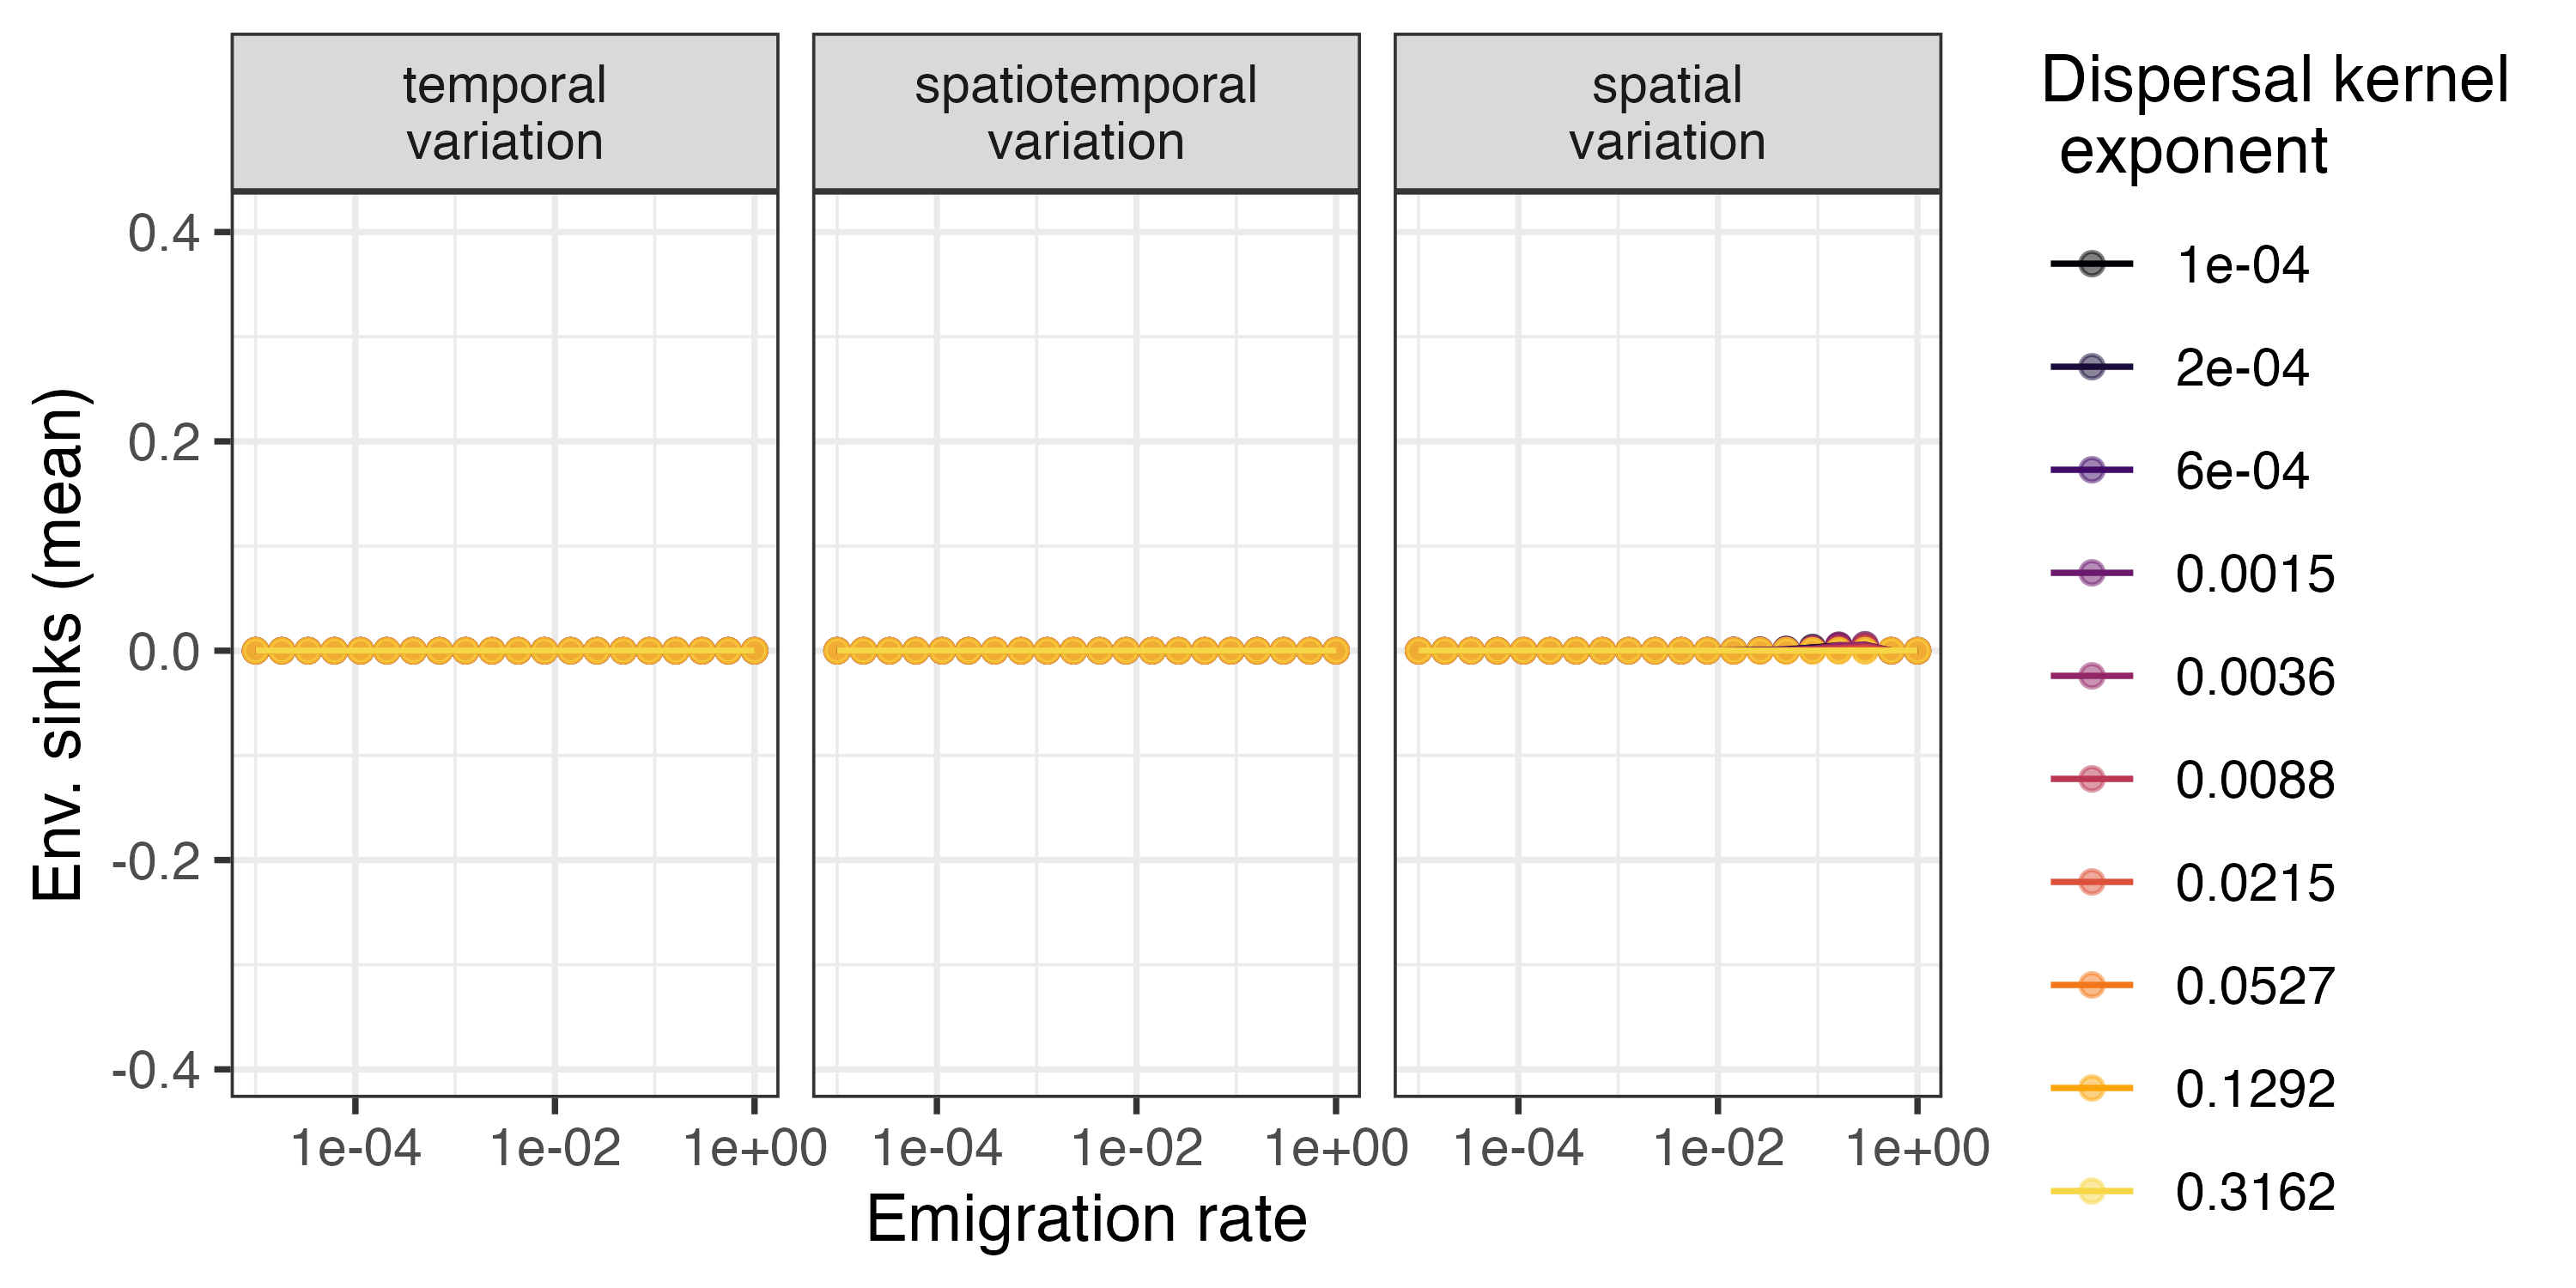 temporal
variation
spatiotemporal
variation
spatial
variation
Dispersal kernel
exponent
1e-04
2e-04
6e-04
0.0015
0.0036
0.0088
0.0215
0.0527
0.1292
0.3162
Env. sinks (mean)
0.4
0.2
0.0
-0.2
-0.4
1e-04 1e-02 1e+00 1e-04 1e-02 1e+00 1e-04 1e-02 1e+00
Emigration rate